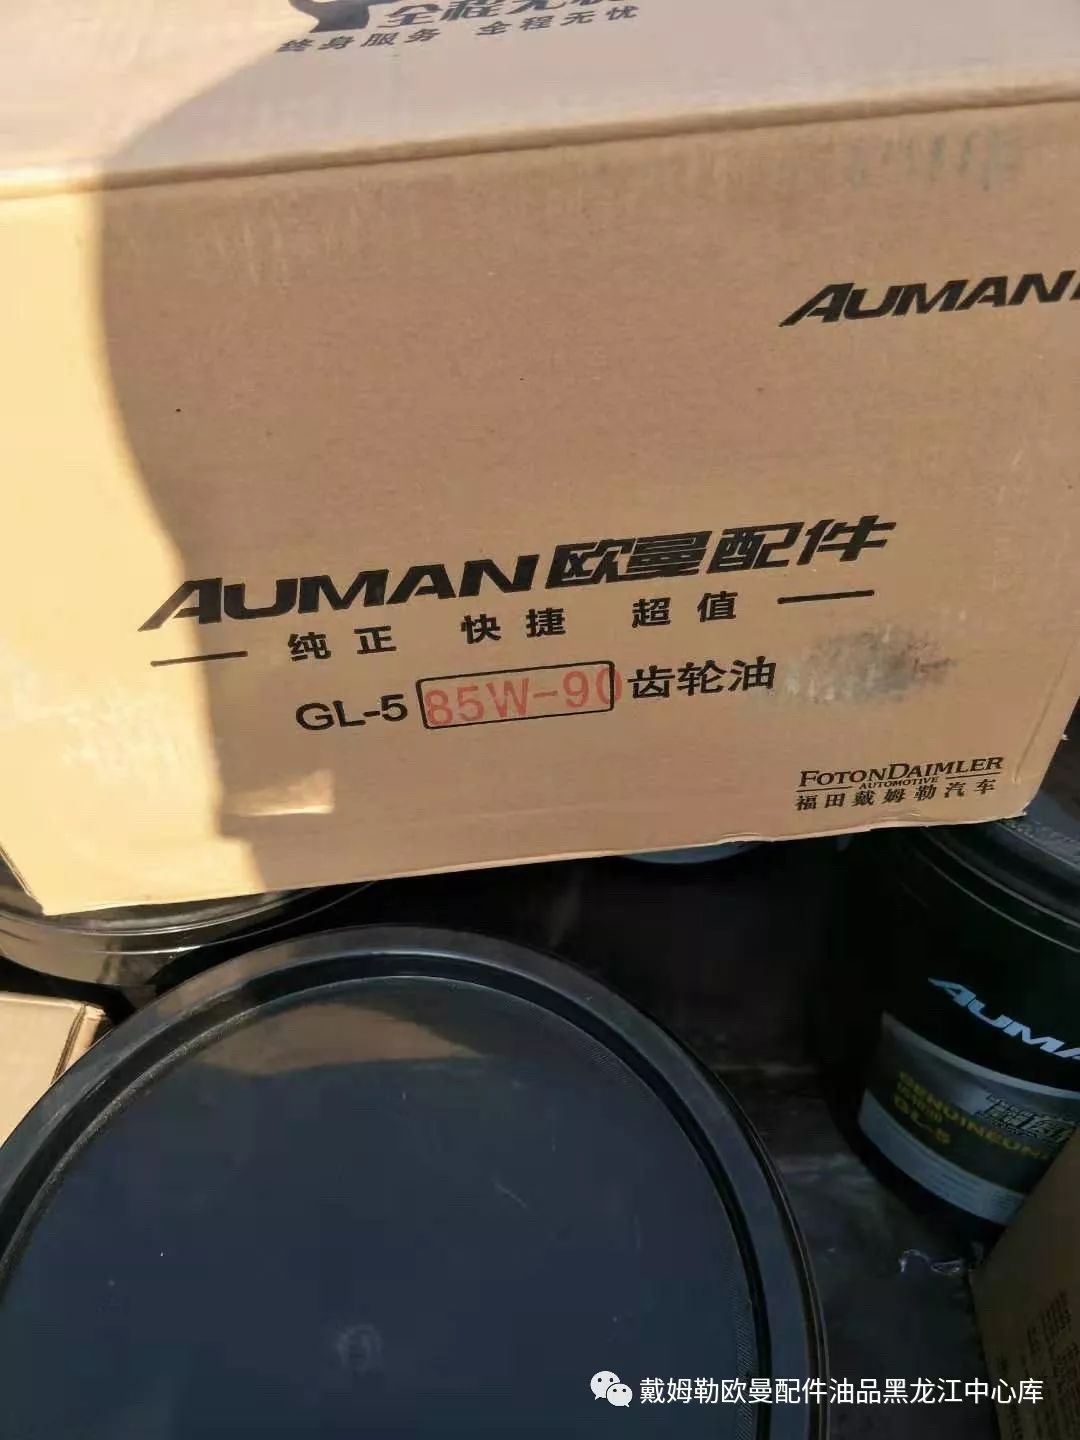 全程无忧
终身服务 全程无忧
AUMAN
AUMAN欧曼配件
纯正 快捷 超值
GL-5 85W-90 齿轮油
FOTONDAIMLER
AUTOMOTIVE
福田戴姆勒汽车
AUMA
GENUINEONI
GL-5
戴姆勒欧曼配件油品黑龙江中心库